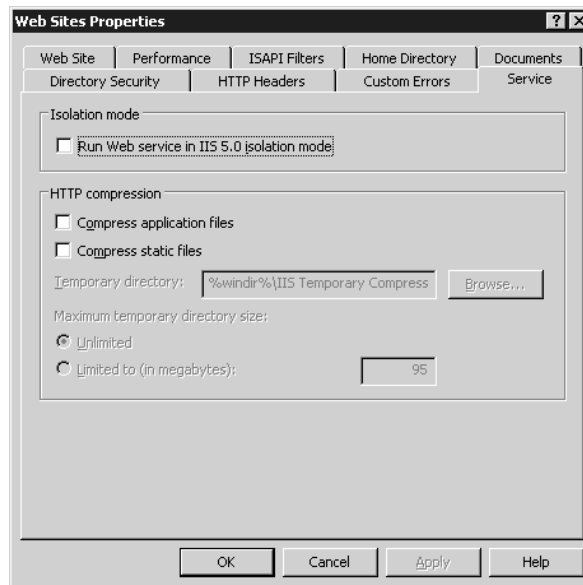 Web Sites Properties
Web Site Performance ISAPI Filters Home Directory Documents
Directory Security HTTP Headers Custom Errors Service
Isolation mode
Run Web service in IIS 5.0 isolation mode
HTTP compression
Compress application files
Compress static files
Temporary directory: %windir%\IIS Temporary Compress Browse...
Maximum temporary directory size:
Unlimited
Limited to (in megabytes): 95
OK Cancel Apply Help